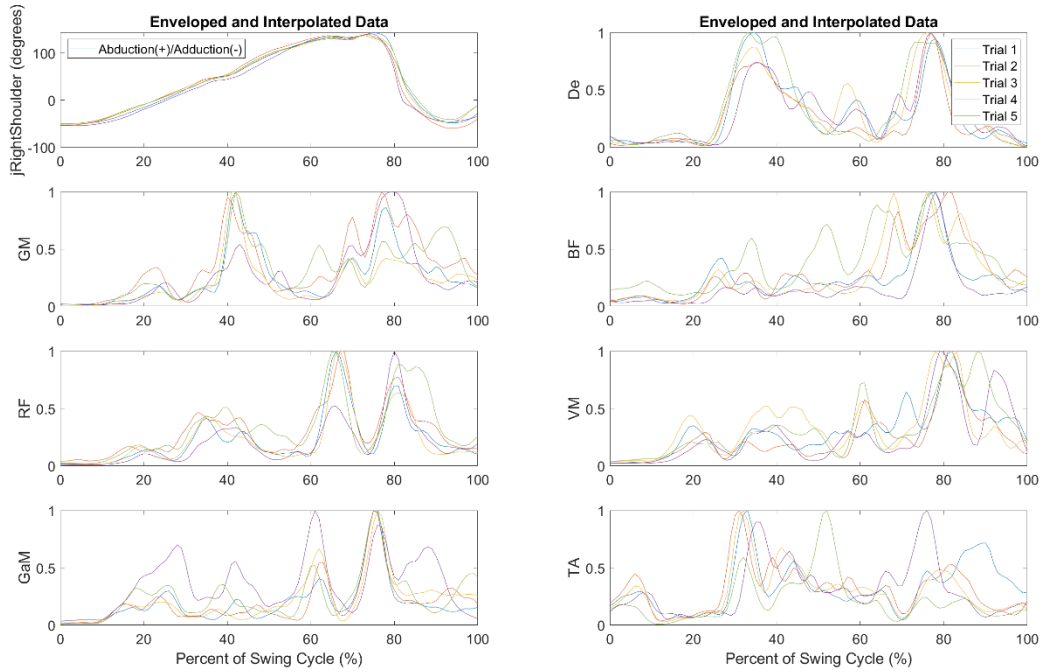 Enveloped and Interpolated Data
Abduction(+)/Adduction(-)
jRightShoulder (degrees)
100
0
-100
0 20 40 60 80 100
Enveloped and Interpolated Data
Trial 1
Trial 2
Trial 3
Trial 4
Trial 5
De
1
0.5
0
0 20 40 60 80 100
GM
1
0.5
0
0 20 40 60 80 100
BF
1
0.5
0
0 20 40 60 80 100
RF
1
0.5
0
0 20 40 60 80 100
VM
1
0.5
0
0 20 40 60 80 100
GaM
1
0.5
0
0 20 40 60 80 100
Percent of Swing Cycle (%)
TA
1
0.5
0
0 20 40 60 80 100
Percent of Swing Cycle (%)